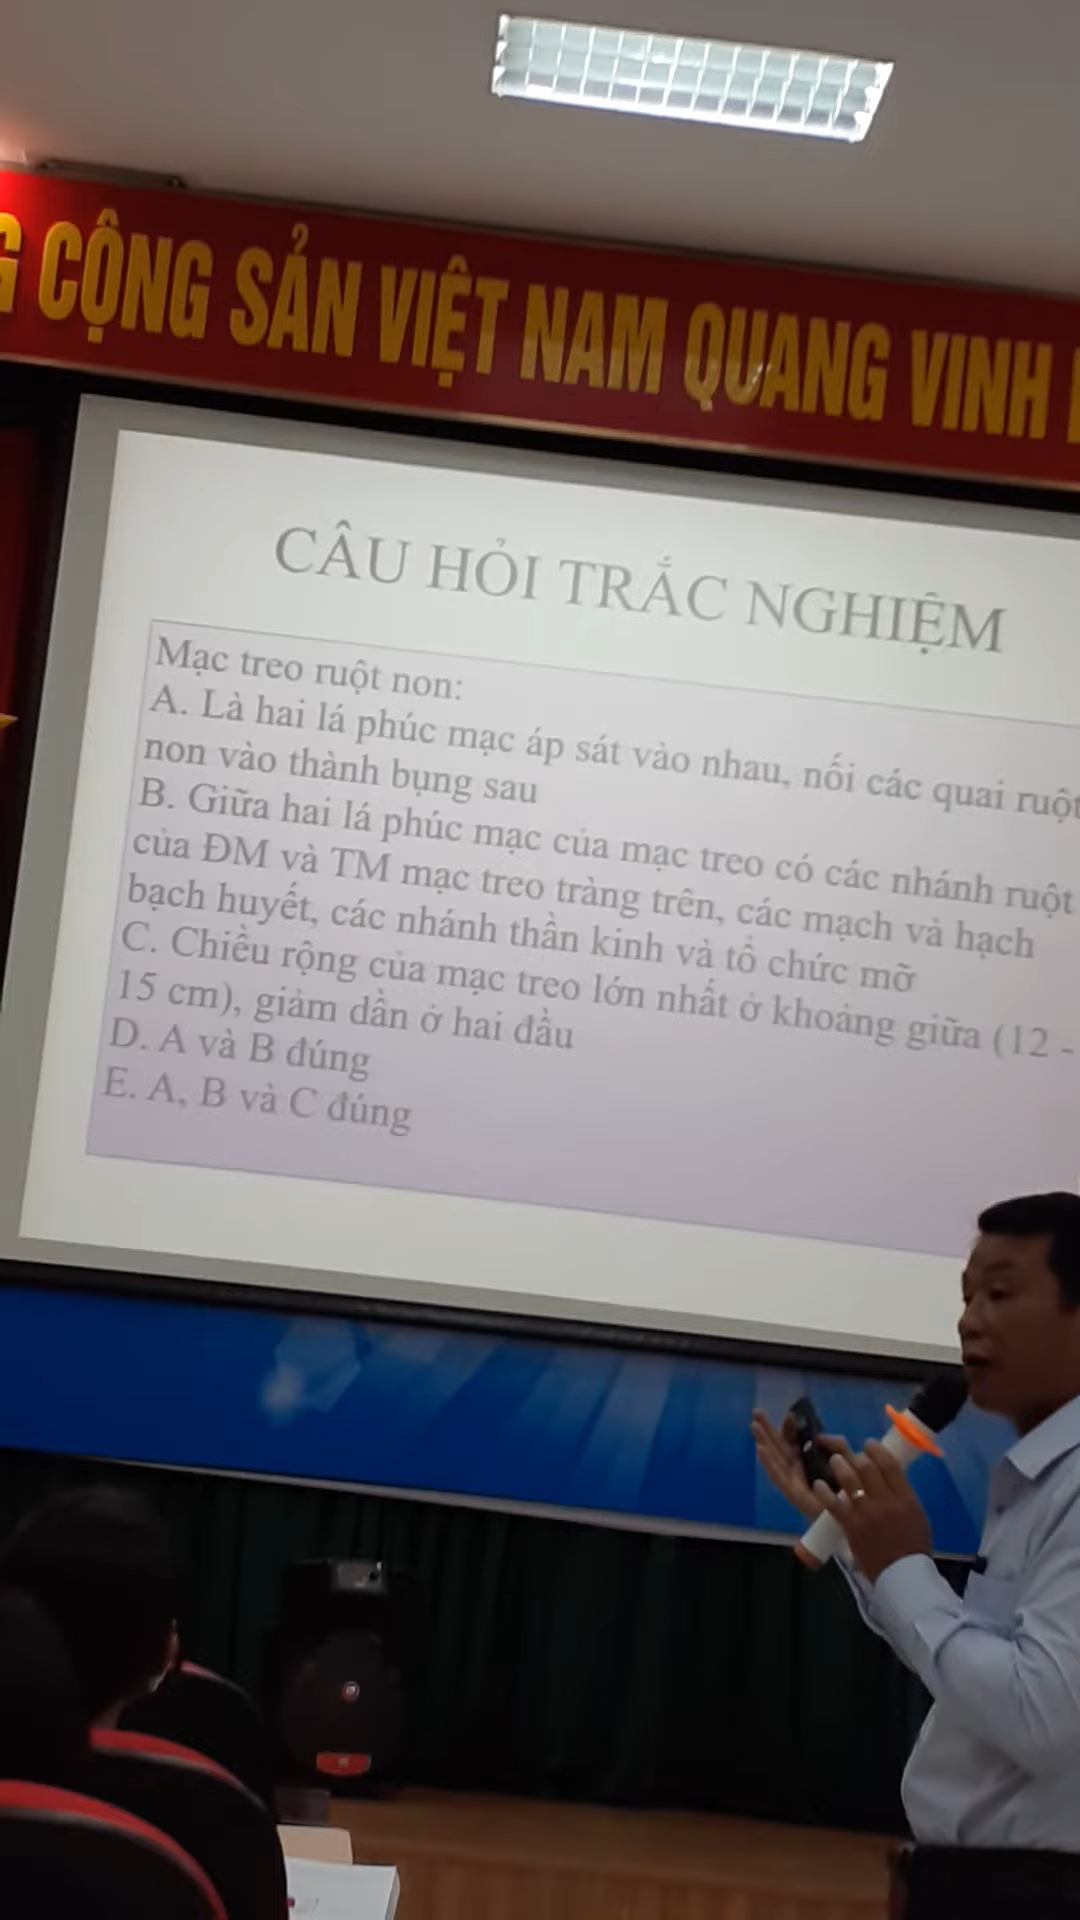 CỘNG SẢN VIỆT NAM QUANG VINH
CÂU HỎI TRẮC NGHIỆM
Mạc treo ruột non:
A. Là hai lá phúc mạc áp sát vào nhau, nối các quai ruột
non vào thành bụng sau
B. Giữa hai lá phúc mạc của mạc treo có các nhánh ruột
của ĐM và TM mạc treo tràng trên, các mạch và hạch
bạch huyết, các nhánh thần kinh và tổ chức mỡ
C. Chiều rộng của mạc treo lớn nhất ở khoảng giữa (12 -
15 cm), giảm dần ở hai đầu
D. A và B đúng
E. A, B và C đúng